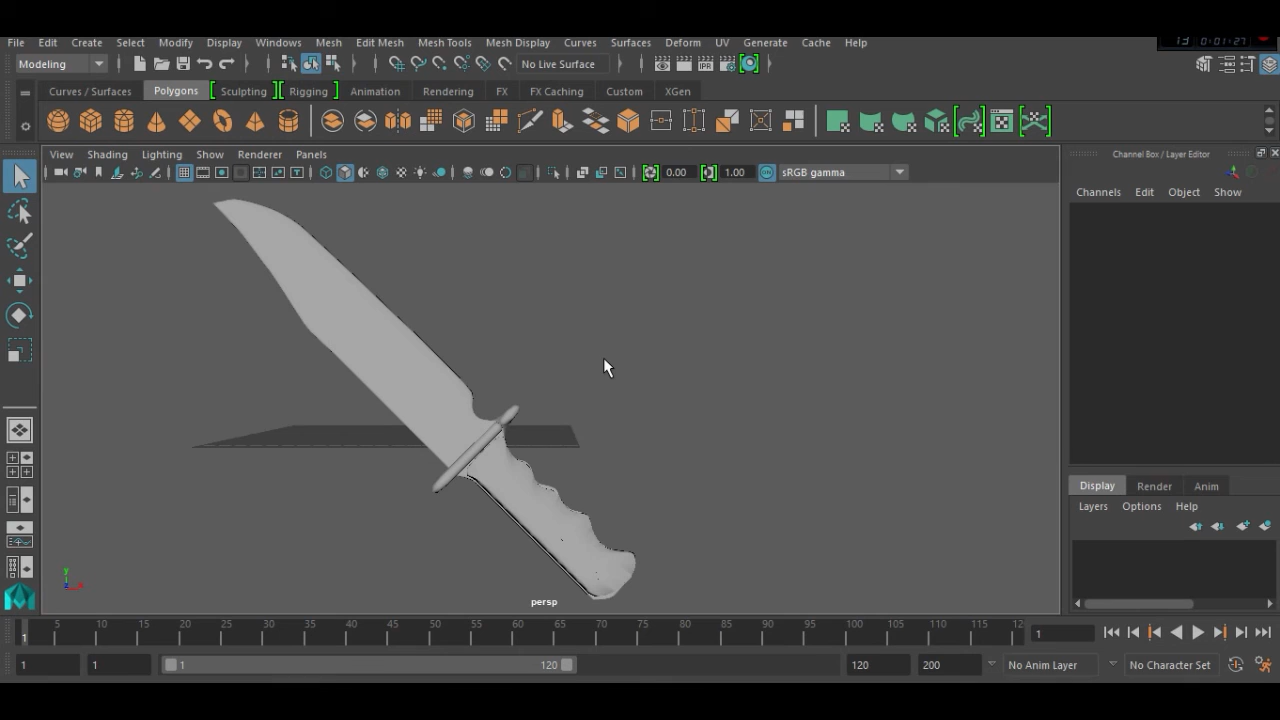 0:01:27
File Edit Create Select Modify Display Windows Mesh Edit Mesh Mesh Tools Mesh Display Curves Surfaces Deform UV Generate Cache Help
Modeling No Live Surface
Curves / Surfaces Polygons Sculpting Rigging Animation Rendering FX FX Caching Custom XGen
View Shading Lighting Show Renderer Panels Channel Box / Layer Editor
IPR 0.00 1.00 ON sRGB gamma
Channels Edit Object Show
Display Render Anim
Layers Options Help
y
x
persp
1 5 10 15 20 25 30 35 40 45 50 55 60 65 70 75 80 85 90 95 100 105 110 115 12 1
1 1 1 120 120 200 No Anim Layer No Character Set